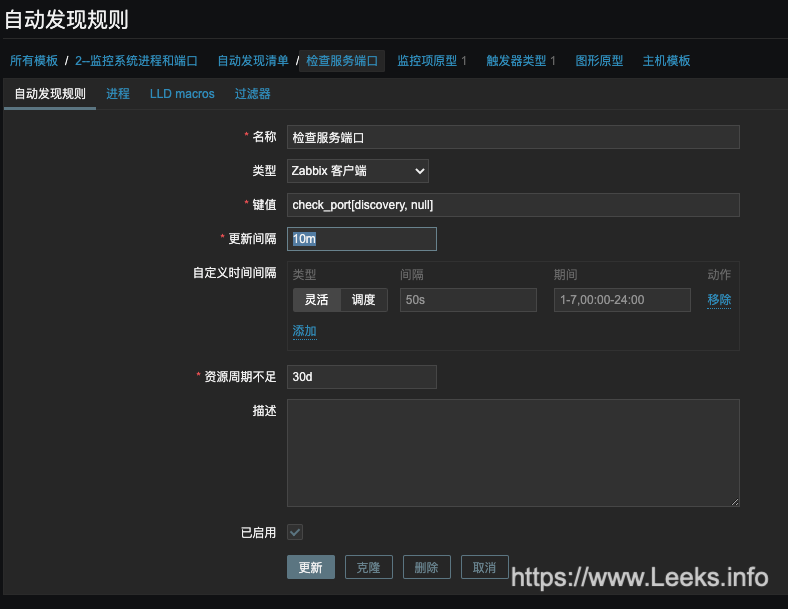 自动发现规则
所有模板 / 2--监控系统进程和端口 自动发现清单 / 检查服务端口 监控项原型 1 触发器类型 1 图形原型 主机模板
自动发现规则 进程 LLD macros 过滤器
* 名称 检查服务端口
类型 Zabbix 客户端
* 键值 check_port[discovery, null]
* 更新间隔 10m
自定义时间间隔 类型 间隔 期间 动作
灵活 调度 50s 1-7,00:00-24:00 移除
添加
* 资源周期不足 30d
描述
已启用
更新 克隆 删除 取消
https://www.Leeks.info